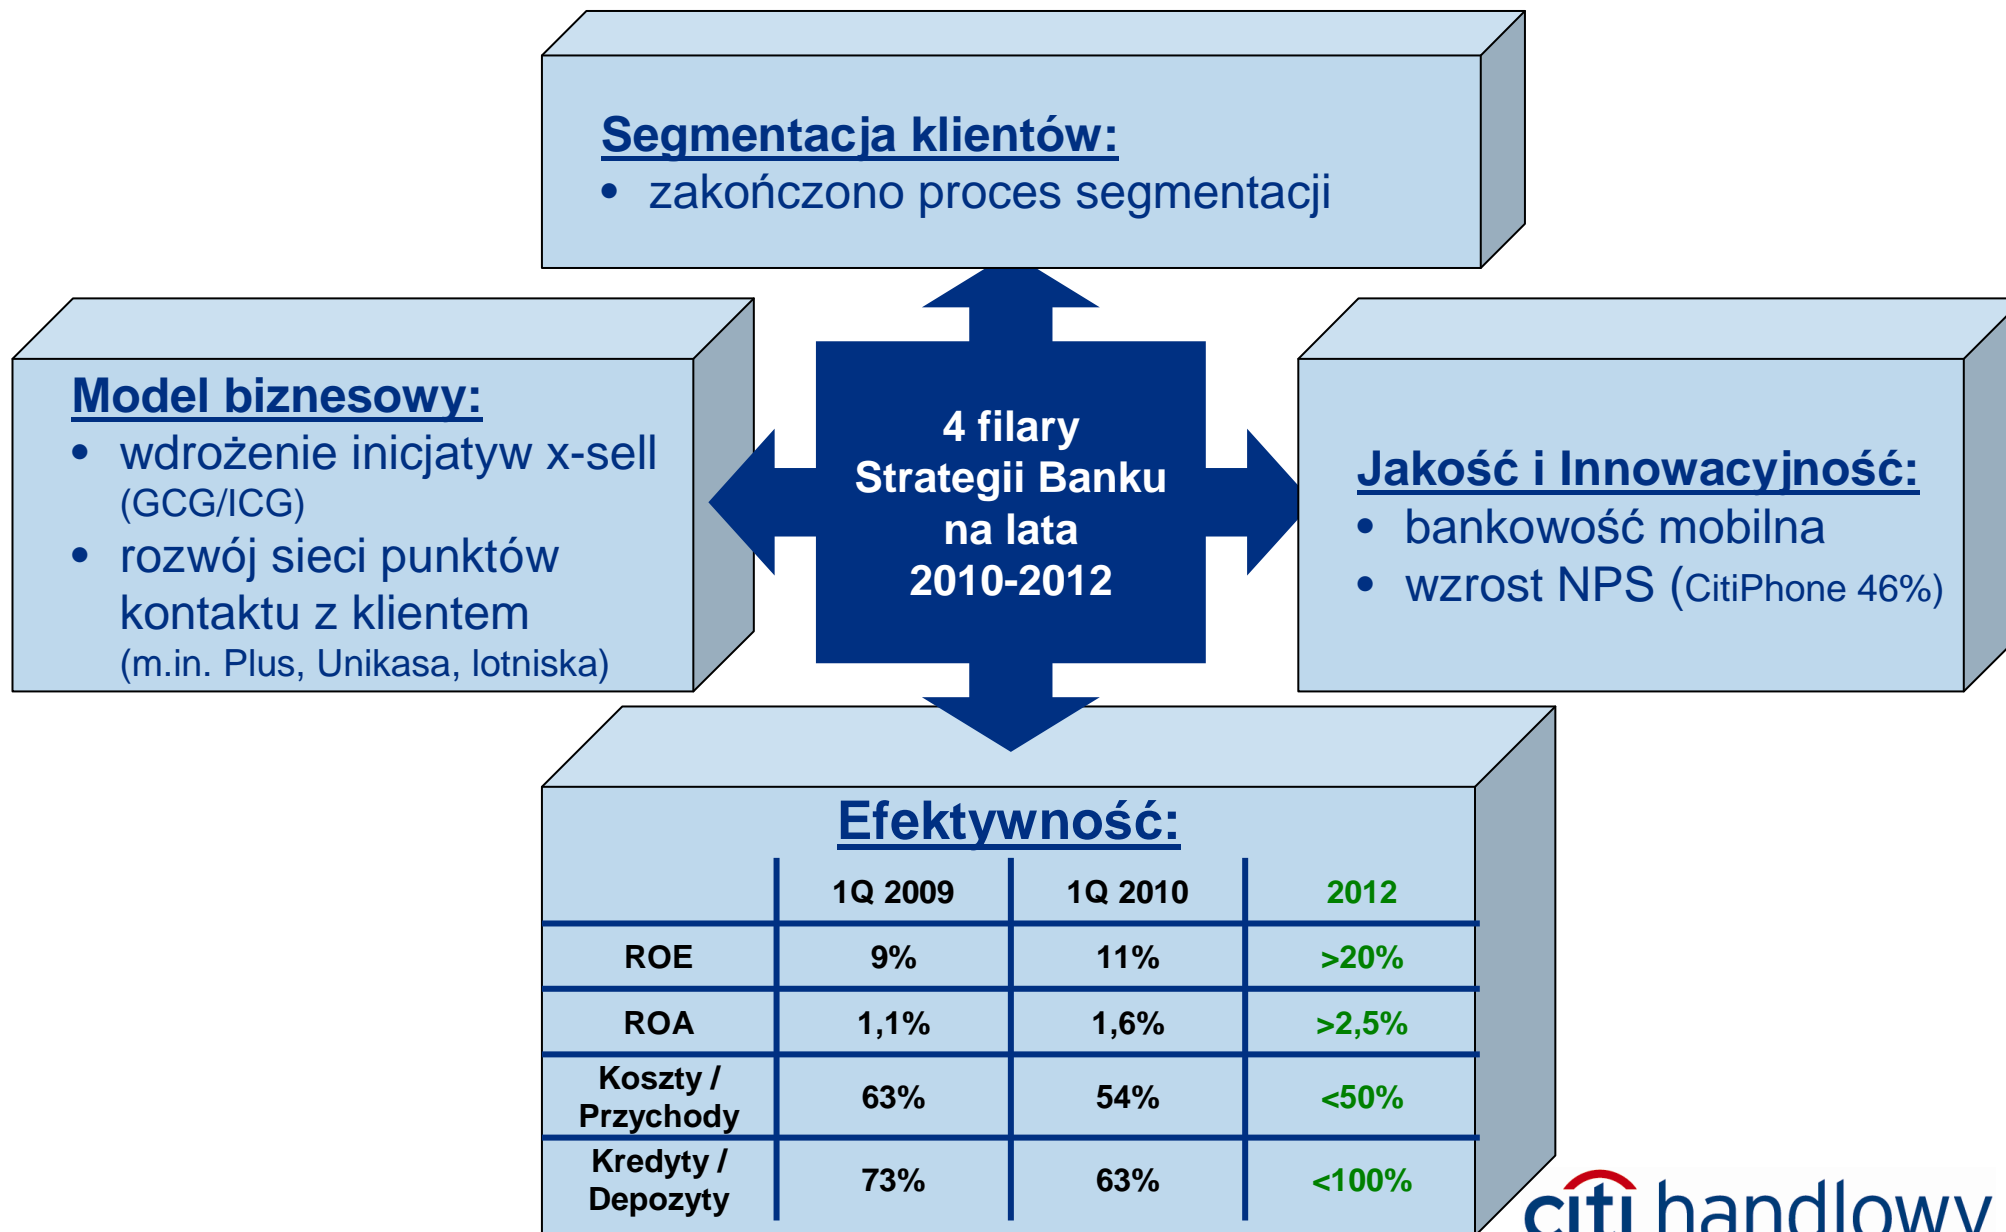 Segmentacja klientów:
• zakończono proces segmentacji
Model biznesowy:
• wdrożenie inicjatyw x-sell
(GCG/ICG)
• rozwój sieci punktów
kontaktu z klientem
(m.in. Plus, Unikasa, lotniska)
4 filary
Strategii Banku
na lata
2010-2012
Jakość i Innowacyjność:
• bankowość mobilna
• wzrost NPS (CitiPhone 46%)
Efektywność:
1Q 2009 1Q 2010 2012
ROE 9% 11% >20%
ROA 1,1% 1,6% >2,5%
Koszty /
Przychody 63% 54% <50%
Kredyty /
Depozyty 73% 63% <100%
citi handlowy